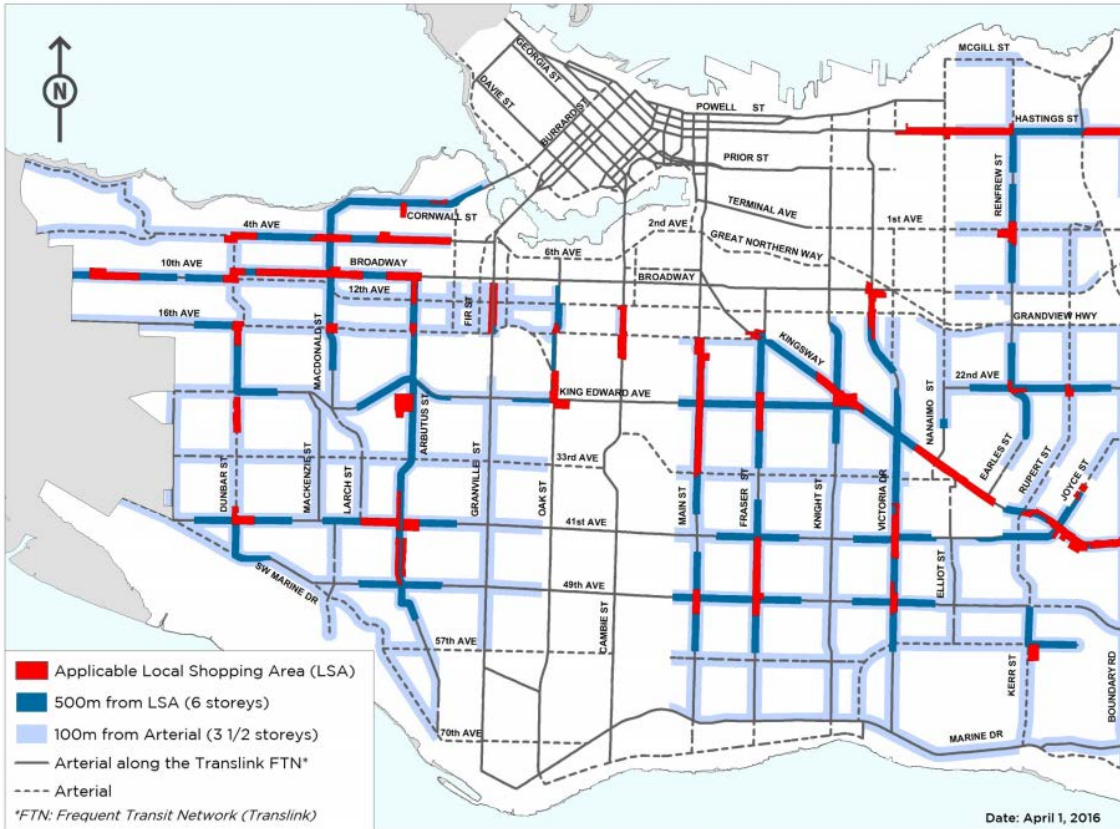 N
MCGILL ST
GEORGIA ST
DAVIE ST
BURRARD ST
POWELL ST
HASTINGS ST
PRIOR ST
RENFREW ST
CORNWALL ST
TERMINAL AVE
4th AVE
2nd AVE
1st AVE
GREAT NORTHERN WAY
6th AVE
10th AVE
BROADWAY
BROADWAY
12th AVE
FIR ST
16th AVE
GRANDVIEW HWY
MACDONALD ST
KINGSWAY
22nd AVE
KING EDWARD AVE
NANAIMO ST
ARBUTUS ST
EARLES ST
RUPERT ST
JOYCE ST
33rd AVE
DUNBAR ST
MACKENZIE ST
LARCH ST
GRANVILLE ST
OAK ST
MAIN ST
FRASER ST
KNIGHT ST
VICTORIA DR
41st AVE
ELLIOT ST
SW MARINE DR
49th AVE
CAMBIE ST
57th AVE
KERR ST
BOUNDARY RD
70th AVE
MARINE DR
Applicable Local Shopping Area (LSA)
500m from LSA (6 storeys)
100m from Arterial (3 1/2 storeys)
Arterial along the Translink FTN*
Arterial
*FTN: Frequent Transit Network (Translink)
Date: April 1, 2016